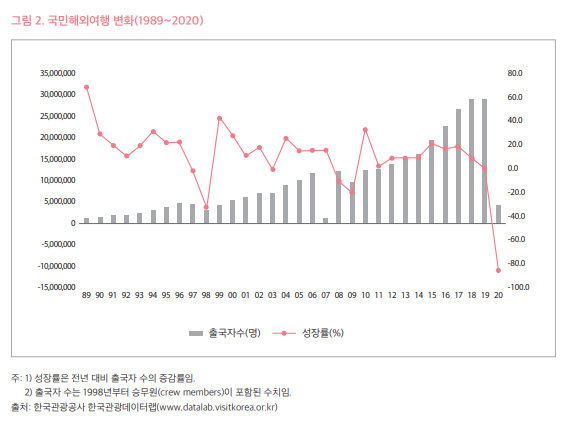 그림 2. 국민해외여행 변화(1989~2020)
35,000,000 80.0
30,000,000 60.0
25,000,000 40.0
20,000,000 20.0
15,000,000 0.0
10,000,000 -20.0
5,000,000 -40.0
0 -60.0
-5,000,000 -80.0
-10,000,000 -100.0
-15,000,000
89 90 91 92 93 94 95 96 97 98 99 00 01 02 03 04 05 06 07 08 09 10 11 12 13 14 15 16 17 18 19 20
출국자수(명) 성장률(%)
주: 1) 성장률은 전년 대비 출국자 수의 증감률임.
2) 출국자 수는 1998년부터 승무원(crew members)이 포함된 수치임.
출처: 한국관광공사 한국관광데이터랩(www.datalab.visitkorea.or.kr)